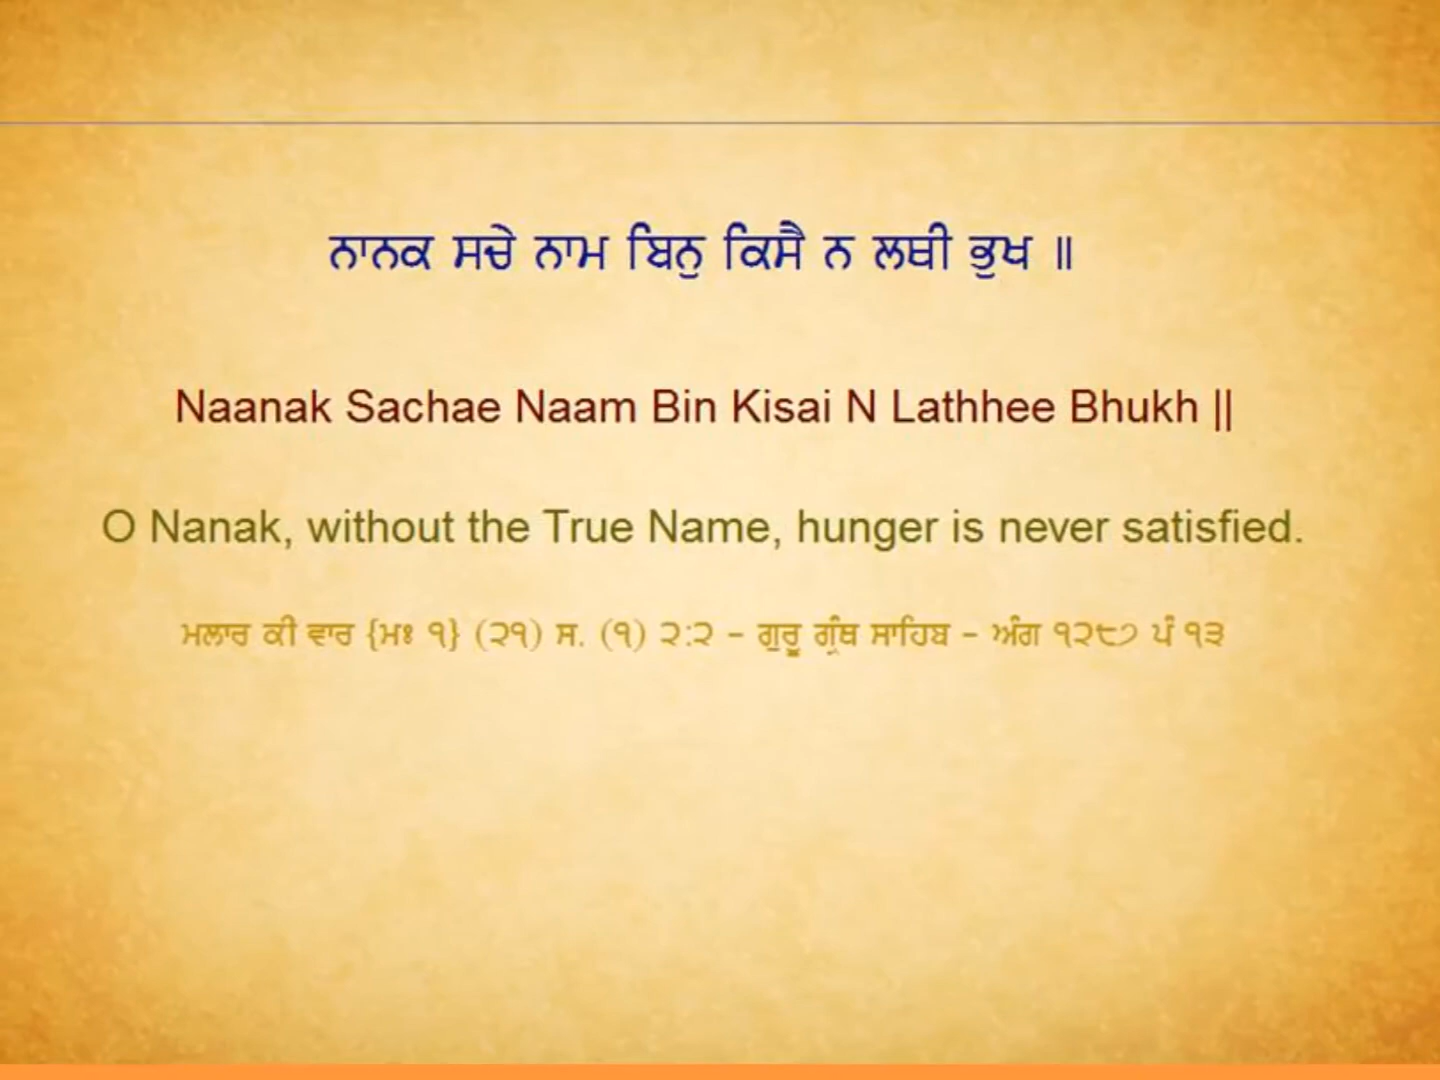 ਨਾਨਕ ਸਚੇ ਨਾਮ ਬਿਨੁ ਕਿਸੈ ਨ ਲਥੀ ਭੁਖ ॥
Naanak Sachae Naam Bin Kisai N Lathhee Bhukh ||
O Nanak, without the True Name, hunger is never satisfied.
ਮਲਾਰ ਕੀ ਵਾਰ {ਮਃ ੧} (੨੧) ਸ. (੧) ੨:੨ - ਗੁਰੂ ਗ੍ਰੰਥ ਸਾਹਿਬ - ਅੰਗ ੧੨੮੭ ਪੰ ੧੩